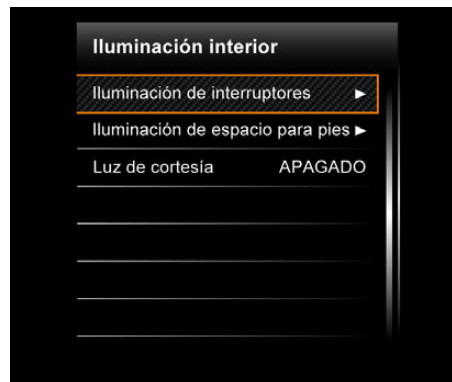 Iluminación interior
Iluminación de interruptores ►
Iluminación de espacio para pies ►
Luz de cortesía APAGADO